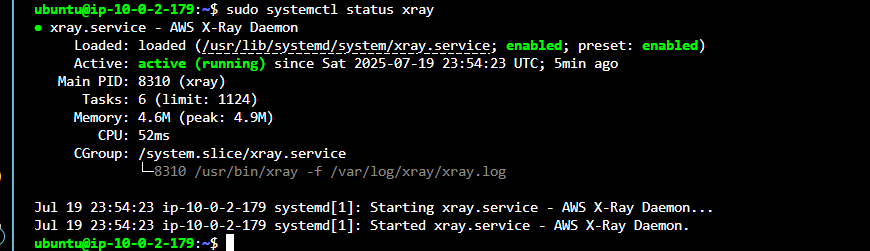 ubuntu@ip-10-0-2-179:~$ sudo systemctl status xray
● xray.service - AWS X-Ray Daemon
     Loaded: loaded (/usr/lib/systemd/system/xray.service; enabled; preset: enabled)
     Active: active (running) since Sat 2025-07-19 23:54:23 UTC; 5min ago
   Main PID: 8310 (xray)
      Tasks: 6 (limit: 1124)
     Memory: 4.6M (peak: 4.9M)
        CPU: 52ms
     CGroup: /system.slice/xray.service
             └─8310 /usr/bin/xray -f /var/log/xray/xray.log

Jul 19 23:54:23 ip-10-0-2-179 systemd[1]: Starting xray.service - AWS X-Ray Daemon...
Jul 19 23:54:23 ip-10-0-2-179 systemd[1]: Started xray.service - AWS X-Ray Daemon.
ubuntu@ip-10-0-2-179:~$